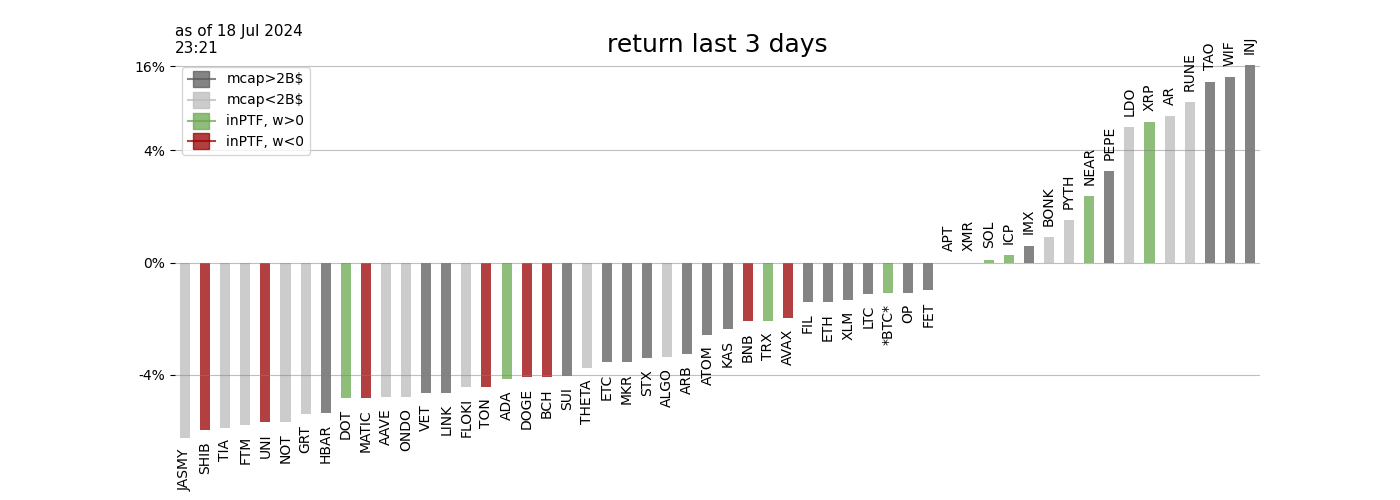 as of 18 Jul 2024
23:21
return last 3 days
16%
4%
0%
-4%
mcap>2B$
mcap<2B$
inPTF, w>0
inPTF, w<0
JASMY
SHIB
TIA
FTM
UNI
NOT
GRT
HBAR
DOT
MATIC
AAVE
ONDO
VET
LINK
FLOKI
TON
ADA
DOGE
BCH
SUI
THETA
ETC
MKR
STX
ALGO
ARB
ATOM
KAS
BNB
TRX
AVAX
FIL
ETH
XLM
LTC
*BTC*
OP
FET
APT
XMR
SOL
ICP
IMX
BONK
PYTH
NEAR
PEPE
LDO
XRP
AR
RUNE
TAO
WIF
INJ